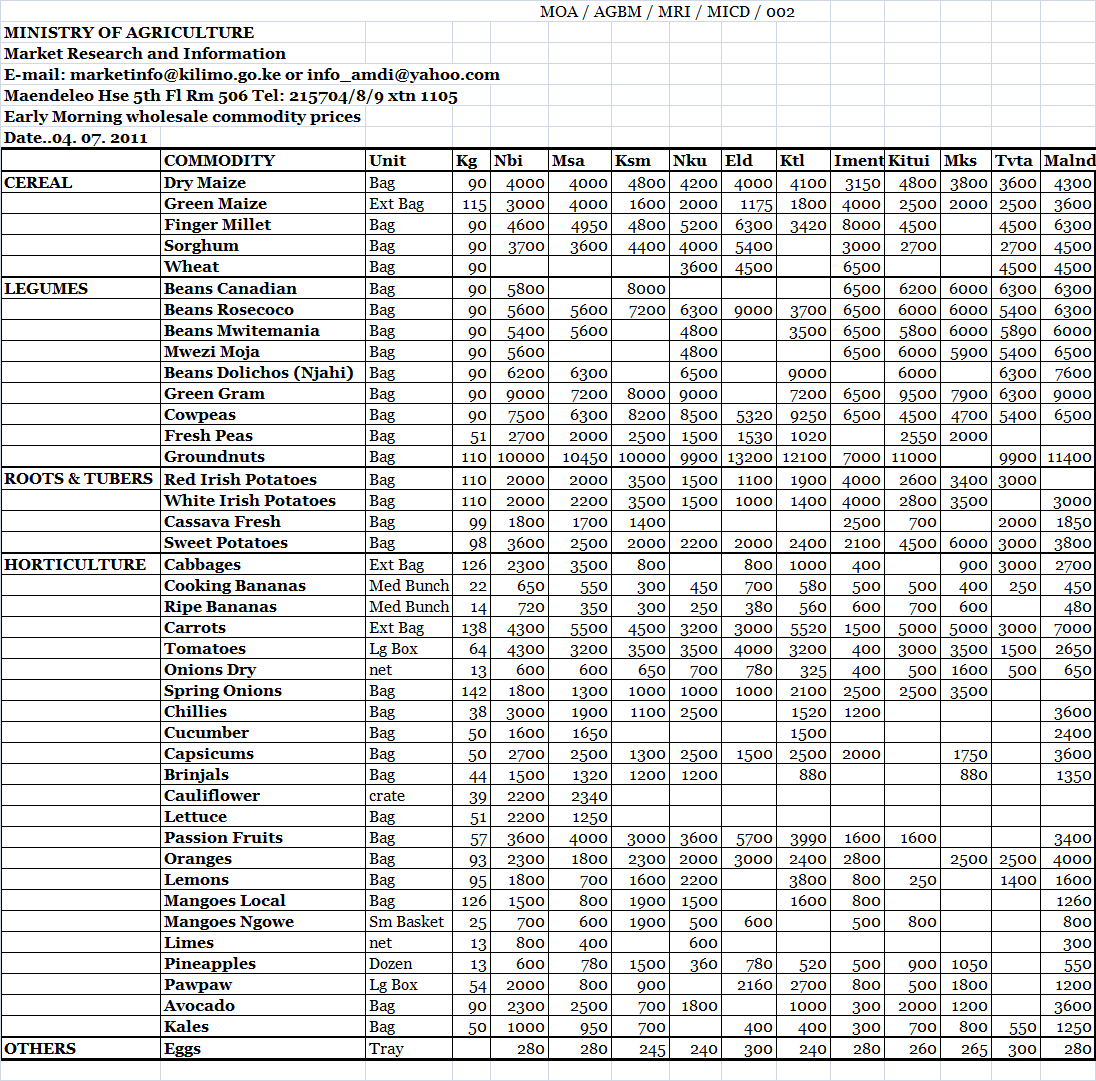 MOA / AGBM / MRI / MICD / 002
MINISTRY OF AGRICULTURE
Market Research and Information
E-mail: marketinfo@kilimo.go.ke or info_amdi@yahoo.com
Maendeleo Hse 5th Fl Rm 506 Tel: 215704/8/9 xtn 1105
Early Morning wholesale commodity prices
Date..04. 07. 2011
COMMODITY Unit Kg Nbi Msa Ksm Nku Eld Ktl Iment Kitui Mks Tvta Malnd
CEREAL Dry Maize Bag 90 4000 4000 4800 4200 4000 4100 3150 4800 3800 3600 4300
Green Maize Ext Bag 115 3000 4000 1600 2000 1175 1800 4000 2500 2000 2500 3600
Finger Millet Bag 90 4600 4950 4800 5200 6300 3420 8000 4500 4500 6300
Sorghum Bag 90 3700 3600 4400 4000 5400 3000 2700 2700 4500
Wheat Bag 90 3600 4500 6500 4500 4500
LEGUMES Beans Canadian Bag 90 5800 8000 6500 6200 6000 6300 6300
Beans Rosecoco Bag 90 5600 5600 7200 6300 9000 3700 6500 6000 6000 5400 6300
Beans Mwitemania Bag 90 5400 5600 4800 3500 6500 5800 6000 5890 6000
Mwezi Moja Bag 90 5600 4800 6500 6000 5900 5400 6500
Beans Dolichos (Njahi) Bag 90 6200 6300 6500 9000 6000 6300 7600
Green Gram Bag 90 9000 7200 8000 9000 7200 6500 9500 7900 6300 9000
Cowpeas Bag 90 7500 6300 8200 8500 5320 9250 6500 4500 4700 5400 6500
Fresh Peas Bag 51 2700 2000 2500 1500 1530 1020 2550 2000
Groundnuts Bag 110 10000 10450 10000 9900 13200 12100 7000 11000 9900 11400
ROOTS & TUBERS Red Irish Potatoes Bag 110 2000 2000 3500 1500 1100 1900 4000 2600 3400 3000
White Irish Potatoes Bag 110 2000 2200 3500 1500 1000 1400 4000 2800 3500 3000
Cassava Fresh Bag 99 1800 1700 1400 2500 700 2000 1850
Sweet Potatoes Bag 98 3600 2500 2000 2200 2000 2400 2100 4500 6000 3000 3800
HORTICULTURE Cabbages Ext Bag 126 2300 3500 800 800 1000 400 900 3000 2700
Cooking Bananas Med Bunch 22 650 550 300 450 700 580 500 500 400 250 450
Ripe Bananas Med Bunch 14 720 350 300 250 380 560 600 700 600 480
Carrots Ext Bag 138 4300 5500 4500 3200 3000 5520 1500 5000 5000 3000 7000
Tomatoes Lg Box 64 4300 3200 3500 3500 4000 3200 400 3000 3500 1500 2650
Onions Dry net 13 600 600 650 700 780 325 400 500 1600 500 650
Spring Onions Bag 142 1800 1300 1000 1000 1000 2100 2500 2500 3500
Chillies Bag 38 3000 1900 1100 2500 1520 1200 3600
Cucumber Bag 50 1600 1650 1500 2400
Capsicums Bag 50 2700 2500 1300 2500 1500 2500 2000 1750 3600
Brinjals Bag 44 1500 1320 1200 1200 880 880 1350
Cauliflower crate 39 2200 2340
Lettuce Bag 51 2200 1250
Passion Fruits Bag 57 3600 4000 3000 3600 5700 3990 1600 1600 3400
Oranges Bag 93 2300 1800 2300 2000 3000 2400 2800 2500 2500 4000
Lemons Bag 95 1800 700 1600 2200 3800 800 250 1400 1600
Mangoes Local Bag 126 1500 800 1900 1500 1600 800 1260
Mangoes Ngowe Sm Basket 25 700 600 1900 500 600 500 800 800
Limes net 13 800 400 600 300
Pineapples Dozen 13 600 780 1500 360 780 520 500 900 1050 550
Pawpaw Lg Box 54 2000 800 900 2160 2700 800 500 1800 1200
Avocado Bag 90 2300 2500 700 1800 1000 300 2000 1200 3600
Kales Bag 50 1000 950 700 400 400 300 700 800 550 1250
OTHERS Eggs Tray 280 280 245 240 300 240 280 260 265 300 280